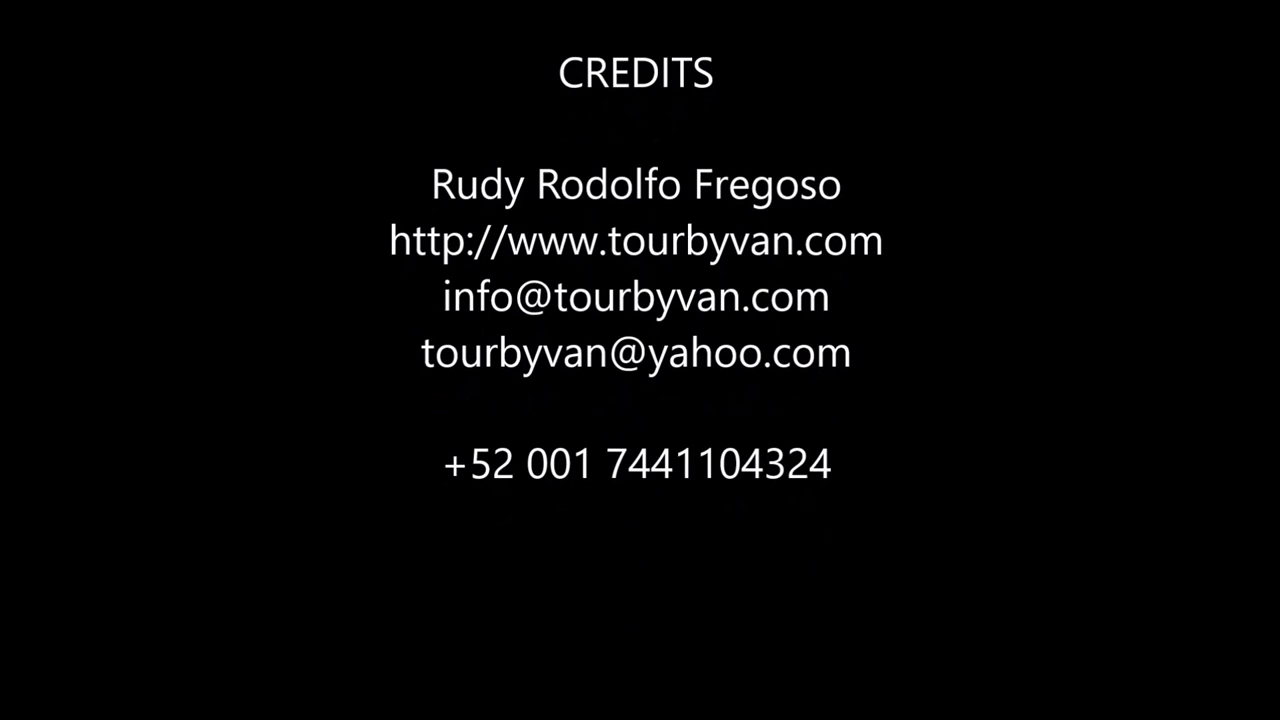 CREDITS
Rudy Rodolfo Fregoso
http://www.tourbyvan.com
info@tourbyvan.com
tourbyvan@yahoo.com
+52 001 7441104324